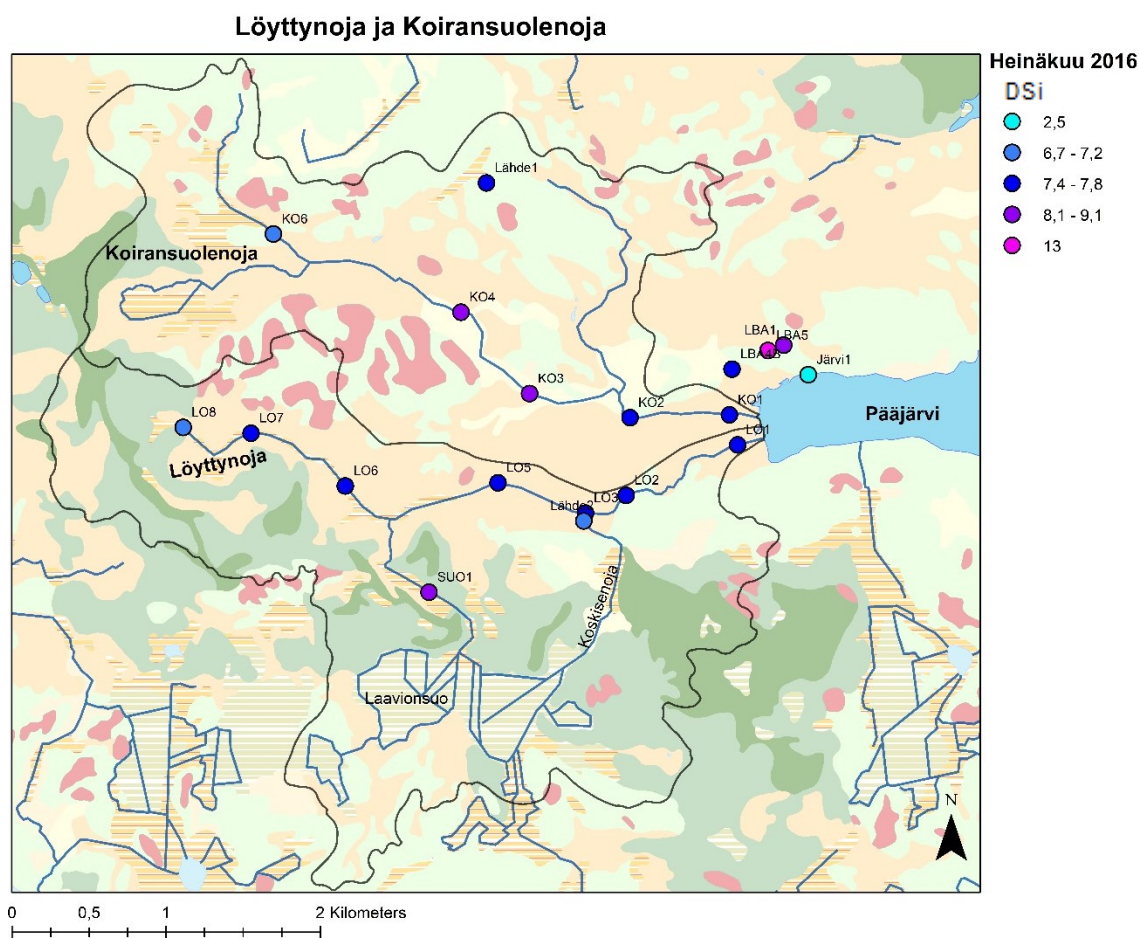 Löyttynoja ja Koiransuolenoja
Heinäkuu 2016
DSi
2,5
6,7 - 7,2
7,4 - 7,8
8,1 - 9,1
13
Lähde1
KO6
Koiransuolenoja
KO4
LBA1
LBA5
LBA4B
Järvi1
KO3
KO2
KO1
Pääjärvi
LO8
LO7
LO1
Löyttynoja
LO6
LO5
LO2
LO3
Lähde2
SUO1
Koskisenoja
Laavionsuo
N
0 0,5 1 2 Kilometers